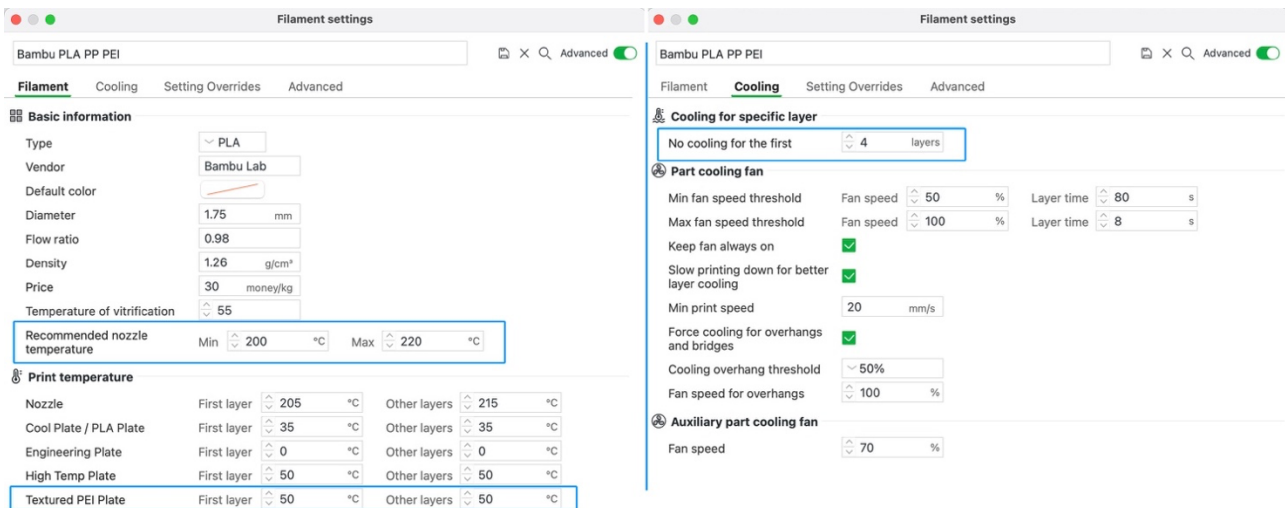 Filament settings
Bambu PLA PP PEI
Advanced
Filament Cooling Setting Overrides Advanced
Basic information
Type PLA
Vendor Bambu Lab
Default color
Diameter 1.75 mm
Flow ratio 0.98
Density 1.26 g/cm³
Price 30 money/kg
Temperature of vitrification 55
Recommended nozzle
temperature
Min 200 °C Max 220 °C
Print temperature
Nozzle First layer 205 °C Other layers 215 °C
Cool Plate / PLA Plate First layer 35 °C Other layers 35 °C
Engineering Plate First layer 0 °C Other layers 0 °C
High Temp Plate First layer 50 °C Other layers 50 °C
Textured PEI Plate First layer 50 °C Other layers 50 °C
Filament settings
Bambu PLA PP PEI
Advanced
Filament Cooling Setting Overrides Advanced
Cooling for specific layer
No cooling for the first 4 layers
Part cooling fan
Min fan speed threshold Fan speed 50 % Layer time 80 s
Max fan speed threshold Fan speed 100 % Layer time 8 s
Keep fan always on
Slow printing down for better
layer cooling
Min print speed 20 mm/s
Force cooling for overhangs
and bridges
Cooling overhang threshold 50%
Fan speed for overhangs 100 %
Auxiliary part cooling fan
Fan speed 70 %